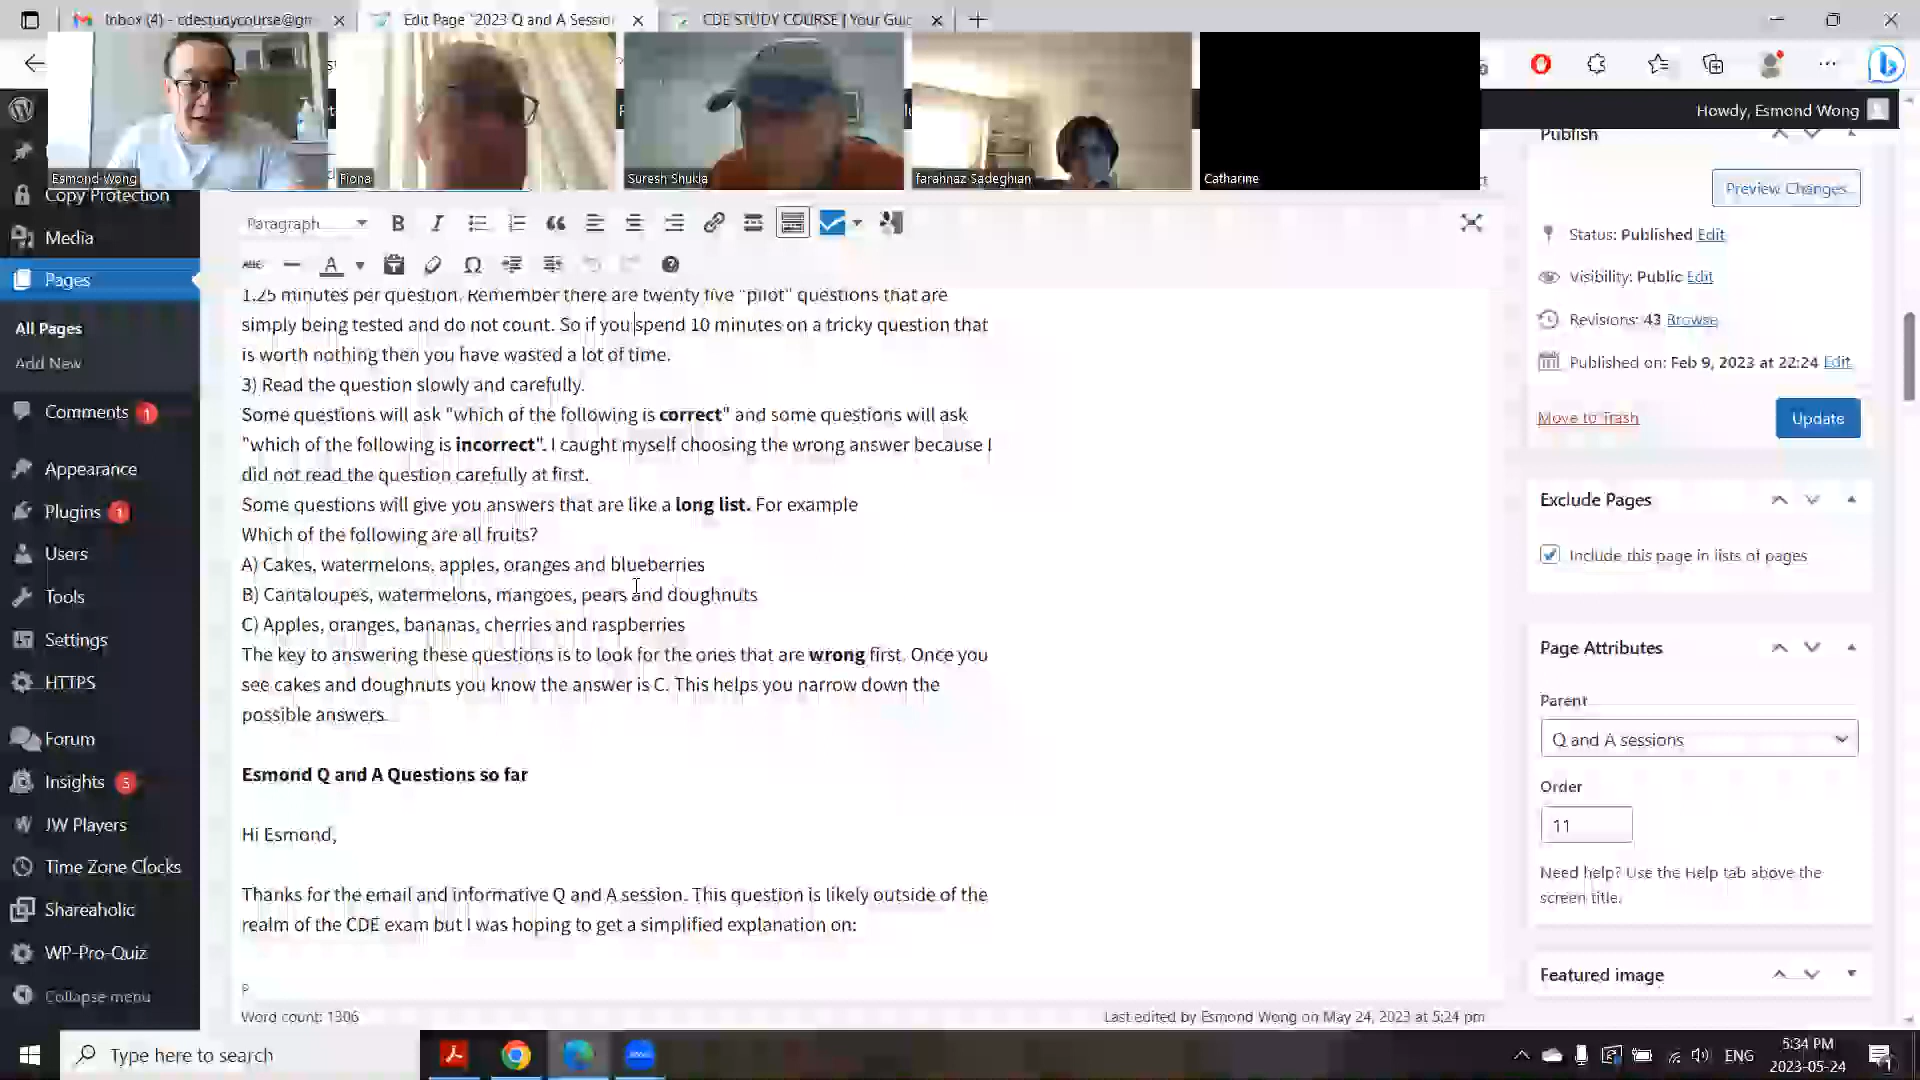 Inbox (4) - cdestudycourse@gm
Edit Page "2023 Q and A Sessio
CDE STUDY COURSE | Your Guid
Howdy, Esmond Wong
Esmond Wong
Fiona
Suresh Shukla
farahnaz Sadeghian
Catharine
Copy Protection
Media
Pages
All Pages
Add New
Comments 1
Appearance
Plugins 1
Users
Tools
Settings
HTTPS
Forum
Insights 5
JW Players
Time Zone Clocks
Shareaholic
WP-Pro-Quiz
Collapse menu
Paragraph
B I
ABC A Ω
1.25 minutes per question. Remember there are twenty five "pilot" questions that are
simply being tested and do not count. So if you spend 10 minutes on a tricky question that
is worth nothing then you have wasted a lot of time.
3) Read the question slowly and carefully.
Some questions will ask "which of the following is correct" and some questions will ask
"which of the following is incorrect". I caught myself choosing the wrong answer because I
did not read the question carefully at first.
Some questions will give you answers that are like a long list. For example
Which of the following are all fruits?
A) Cakes, watermelons, apples, oranges and blueberries
B) Cantaloupes, watermelons, mangoes, pears and doughnuts
C) Apples, oranges, bananas, cherries and raspberries
The key to answering these questions is to look for the ones that are wrong first. Once you
see cakes and doughnuts you know the answer is C. This helps you narrow down the
possible answers.
Esmond Q and A Questions so far
Hi Esmond,
Thanks for the email and informative Q and A session. This question is likely outside of the
realm of the CDE exam but I was hoping to get a simplified explanation on:
P
Word count: 1306
Last edited by Esmond Wong on May 24, 2023 at 5:24 pm
Publish
Preview Changes
Status: Published Edit
Visibility: Public Edit
Revisions: 43 Browse
Published on: Feb 9, 2023 at 22:24 Edit
Move to Trash
Update
Exclude Pages
Include this page in lists of pages
Page Attributes
Parent
Q and A sessions
Order
11
Need help? Use the Help tab above the
screen title.
Featured image
Type here to search
ENG
5:34 PM
2023-05-24
1